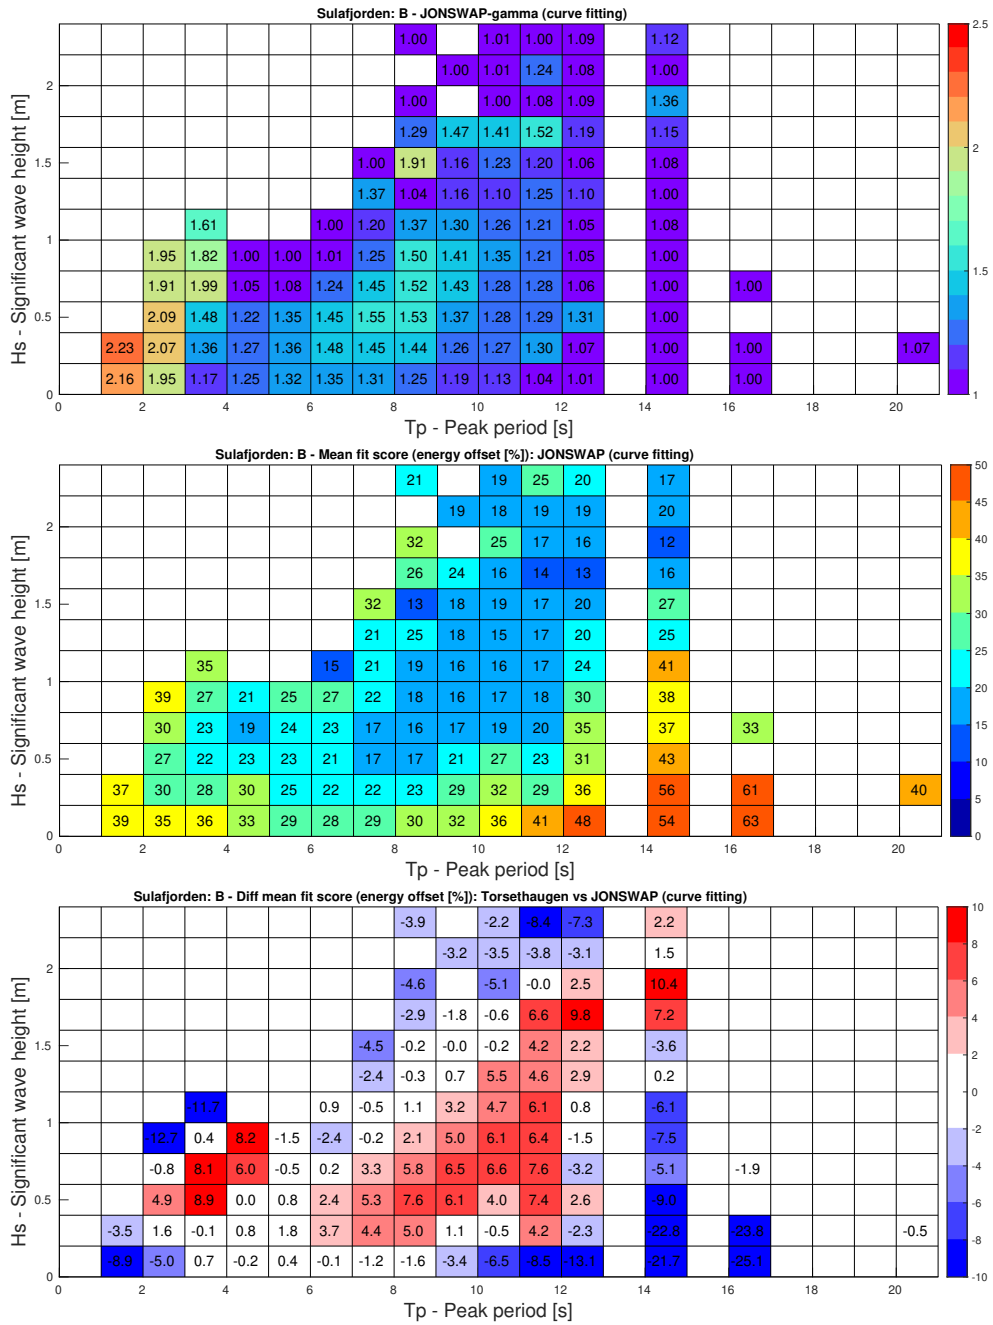 Sulafjorden: B - JONSWAP-gamma (curve fitting)
1.00 1.01 1.00 1.09 1.12 2.5
2 1.00 1.01 1.24 1.08 1.00
1.00 1.00 1.08 1.09 1.36
1.29 1.47 1.41 1.52 1.19 1.15 2
1.5 1.00 1.91 1.16 1.23 1.20 1.06 1.08
1.37 1.04 1.16 1.10 1.25 1.10 1.00
1.61 1.00 1.20 1.37 1.30 1.26 1.21 1.05 1.08
1 1.95 1.82 1.00 1.00 1.01 1.25 1.50 1.41 1.35 1.21 1.05 1.00 1.5
1.91 1.99 1.05 1.08 1.24 1.45 1.52 1.43 1.28 1.28 1.06 1.00 1.00
0.5 2.09 1.48 1.22 1.35 1.45 1.55 1.53 1.37 1.28 1.29 1.31 1.00
2.23 2.07 1.36 1.27 1.36 1.48 1.45 1.44 1.26 1.27 1.30 1.07 1.00 1.00 1.07
2.16 1.95 1.17 1.25 1.32 1.35 1.31 1.25 1.19 1.13 1.04 1.01 1.00 1.00
0 1
0 2 4 6 8 10 12 14 16 18 20
Hs - Significant wave height [m]
Tp - Peak period [s]
Sulafjorden: B - Mean fit score (energy offset [%]): JONSWAP (curve fitting)
21 19 25 20 17 50
2 19 18 19 19 20 45
32 25 17 16 12 40
26 24 16 14 13 16 35
1.5 32 13 18 19 17 20 27
21 25 18 15 17 20 25 30
35 15 21 19 16 16 17 24 41 25
1 39 27 21 25 27 22 18 16 17 18 30 38 20
30 23 19 24 23 17 16 17 19 20 35 37 33 15
0.5 27 22 23 23 21 17 17 21 27 23 31 43 10
37 30 28 30 25 22 22 23 29 32 29 36 56 61 40 5
39 35 36 33 29 28 29 30 32 36 41 48 54 63
0 0
0 2 4 6 8 10 12 14 16 18 20
Hs - Significant wave height [m]
Tp - Peak period [s]
Sulafjorden: B - Diff mean fit score (energy offset [%]): Torsethaugen vs JONSWAP (curve fitting)
-3.9 -2.2 -8.4 -7.3 2.2 10
2 -3.2 -3.5 -3.8 -3.1 1.5 8
-4.6 -5.1 -0.0 2.5 10.4 6
-2.9 -1.8 -0.6 6.6 9.8 7.2 4
1.5 -4.5 -0.2 -0.0 -0.2 4.2 2.2 -3.6 2
-2.4 -0.3 0.7 5.5 4.6 2.9 0.2
-11.7 0.9 -0.5 1.1 3.2 4.7 6.1 0.8 -6.1 0
1 -12.7 0.4 8.2 -1.5 -2.4 -0.2 2.1 5.0 6.1 6.4 -1.5 -7.5 -2
-0.8 8.1 6.0 -0.5 0.2 3.3 5.8 6.5 6.6 7.6 -3.2 -5.1 -1.9 -4
0.5 4.9 8.9 0.0 0.8 2.4 5.3 7.6 6.1 4.0 7.4 2.6 -9.0 -6
-3.5 1.6 -0.1 0.8 1.8 3.7 4.4 5.0 1.1 -0.5 4.2 -2.3 -22.8 -23.8 -0.5 -8
-8.9 -5.0 0.7 -0.2 0.4 -0.1 -1.2 -1.6 -3.4 -6.5 -8.5 -13.1 -21.7 -25.1
0 -10
0 2 4 6 8 10 12 14 16 18 20
Hs - Significant wave height [m]
Tp - Peak period [s]